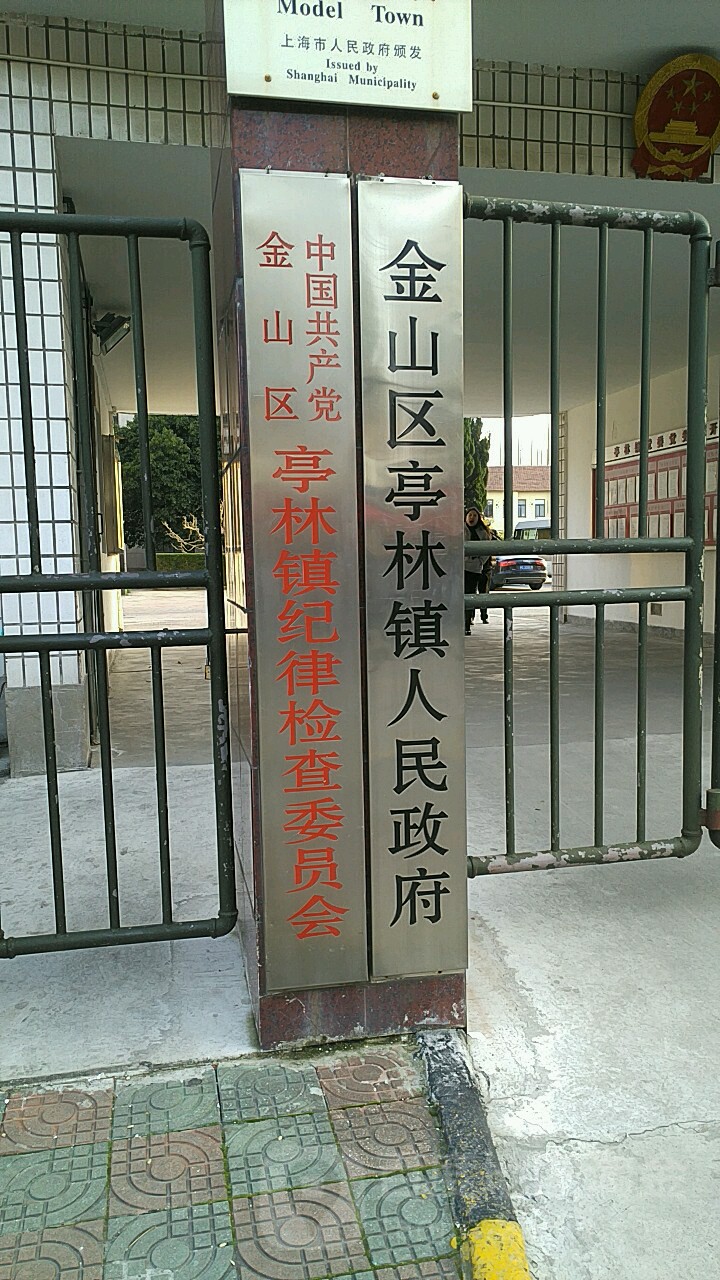 Model Town
上海市人民政府颁发
Issued by
Shanghai Municipality
金山区亭林镇人民政府
中国共产党
金山区
亭林镇纪律检查委员会